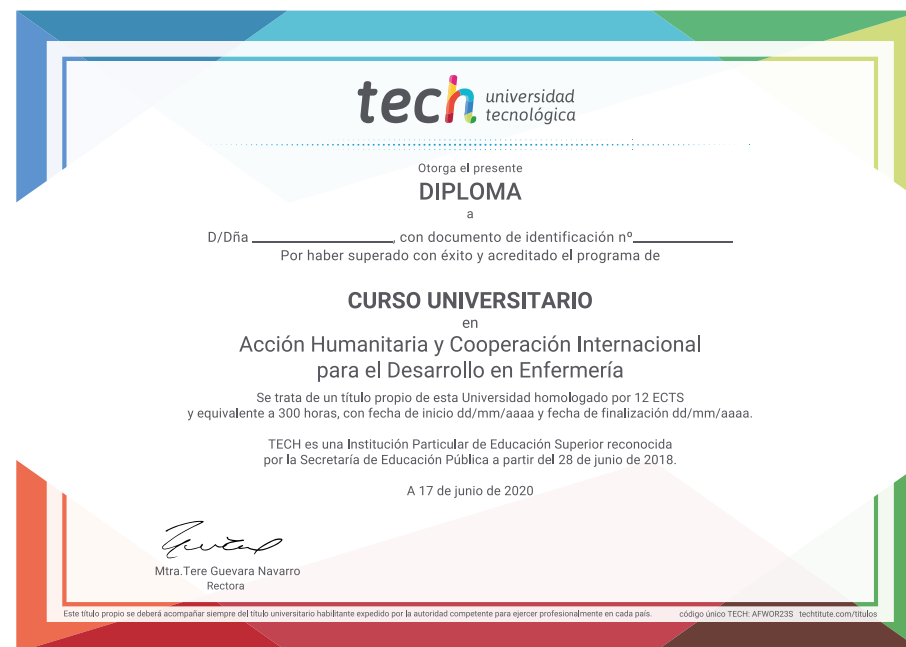 tech universidad
tecnológica
Otorga el presente
DIPLOMA
a
D/Dña ____________, con documento de identificación nº____________
Por haber superado con éxito y acreditado el programa de
CURSO UNIVERSITARIO
en
Acción Humanitaria y Cooperación Internacional
para el Desarrollo en Enfermería
Se trata de un título propio de esta Universidad homologado por 12 ECTS
y equivalente a 300 horas, con fecha de inicio dd/mm/aaaa y fecha de finalización dd/mm/aaaa.
TECH es una Institución Particular de Educación Superior reconocida
por la Secretaría de Educación Pública a partir del 28 de junio de 2018.
A 17 de junio de 2020
Mtra.Tere Guevara Navarro
Rectora
Este título propio se deberá acompañar siempre del título universitario habilitante expedido por la autoridad competente para ejercer profesionalmente en cada país. código único TECH: AFWOR23S techtitute.com/titulos